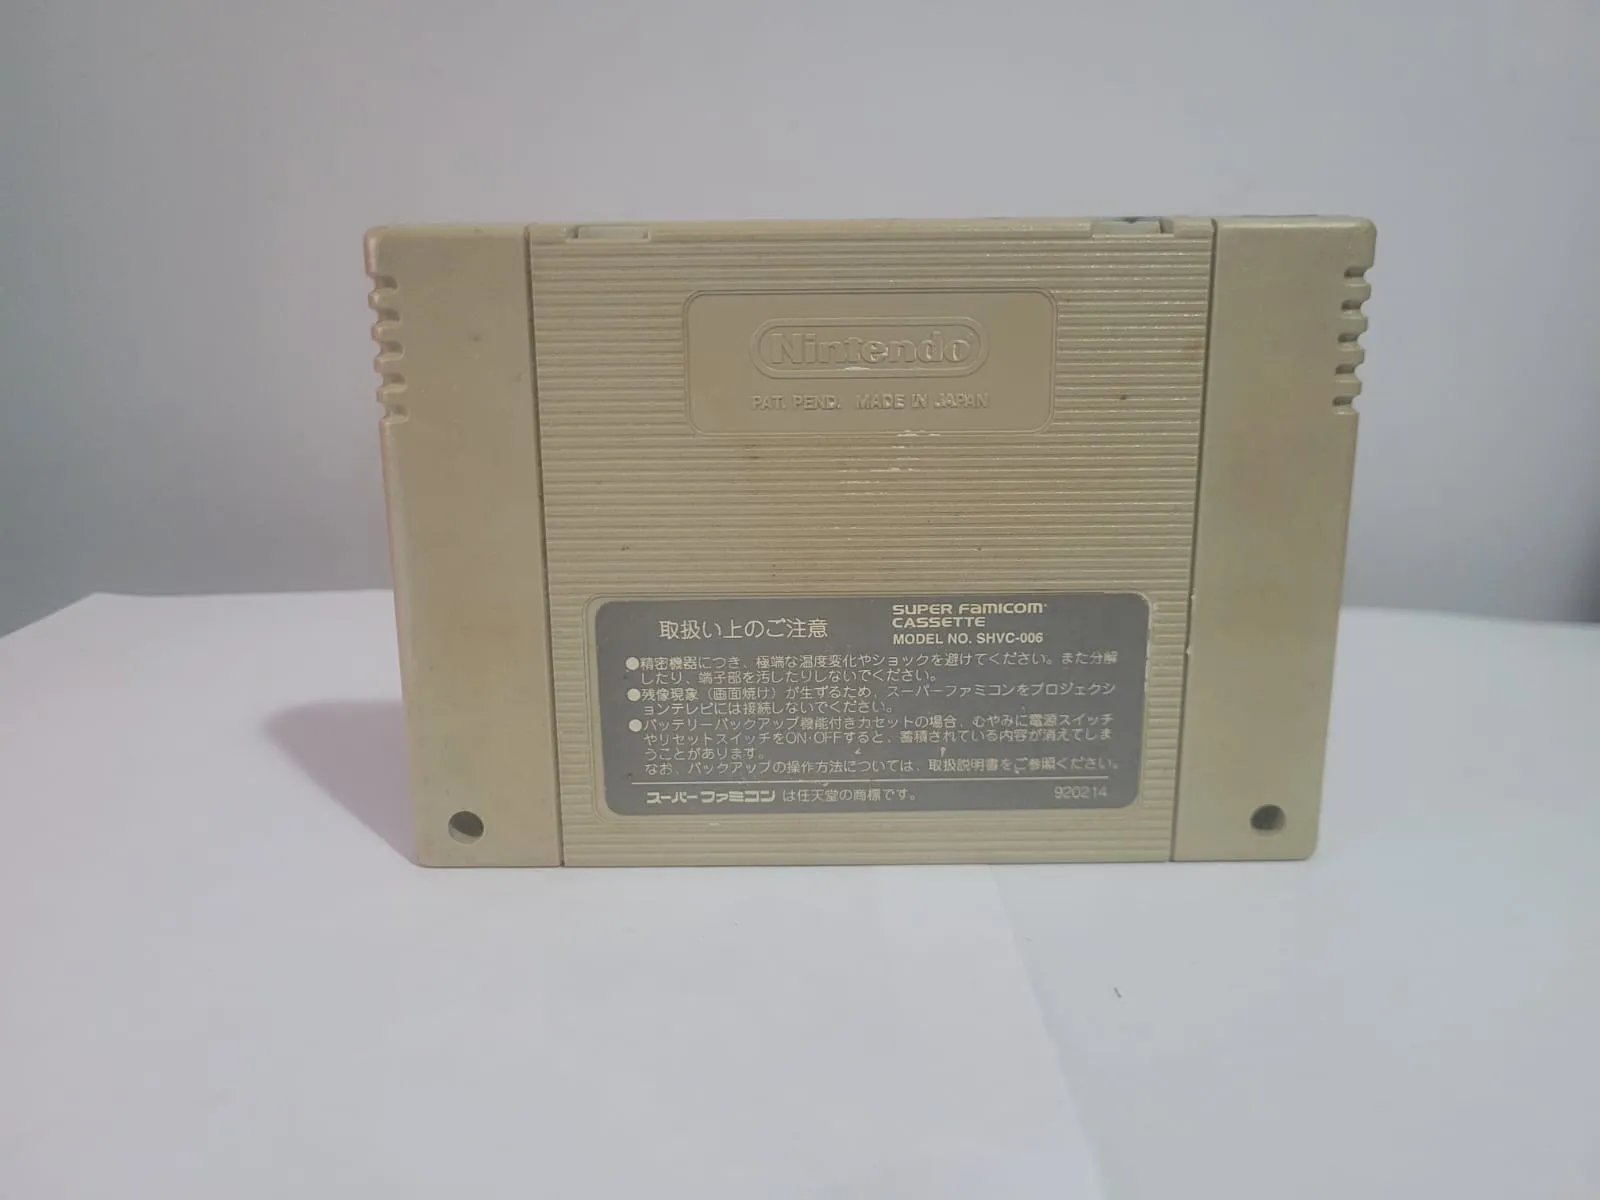 Nintendo
PAT. PEND. MADE IN JAPAN
取扱い上のご注意
SUPER FAMICOM
CASSETTE
MODEL NO. SHVC-006
●精密機器につき、極端な温度変化やショックを避けてください。また分解
したり、端子部を汚したりしないでください。
●残像現象(画面焼け)が生ずるため、スーパーファミコンをプロジェクシ
ョンテレビには接続しないでください。
●バッテリーバックアップ機能付きカセットの場合、むやみに電源スイッチ
やリセットスイッチをON·OFFすると、蓄積されている内容が消えてしま
うことがあります。
なお、バックアップの操作方法については、取扱説明書をご参照ください。
スーパーファミコンは任天堂の商標です。
920214